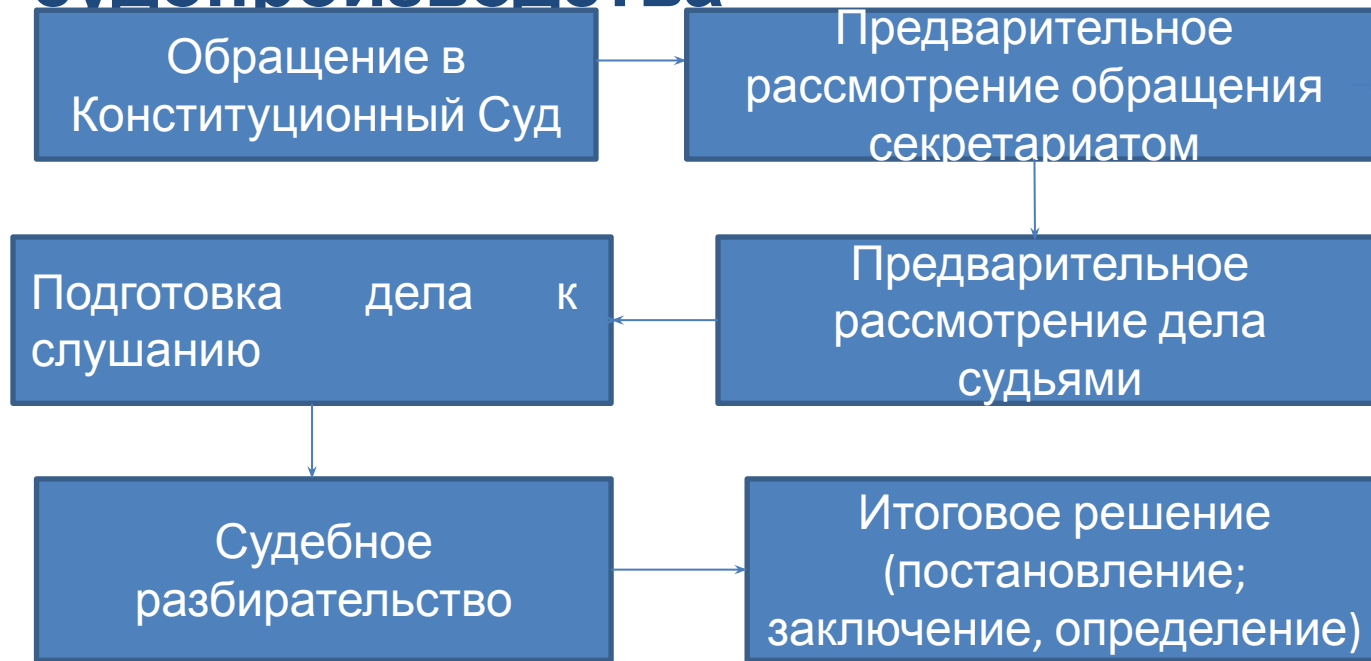 судопроизводства
Обращение в
Конституционный Суд
Предварительное
рассмотрение обращения
секретариатом
Предварительное
рассмотрение дела
судьями
Подготовка дела к
слушанию
Судебное
разбирательство
Итоговое решение
(постановление;
заключение, определение)